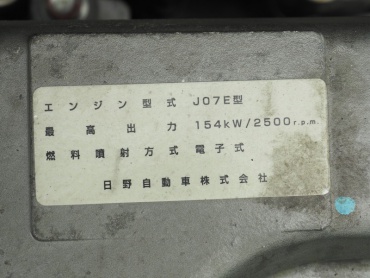 エンジン型式 J07E型
最高出力 154kW/2500r.p.m.
燃料噴射方式 電子式
日野自動車株式会社